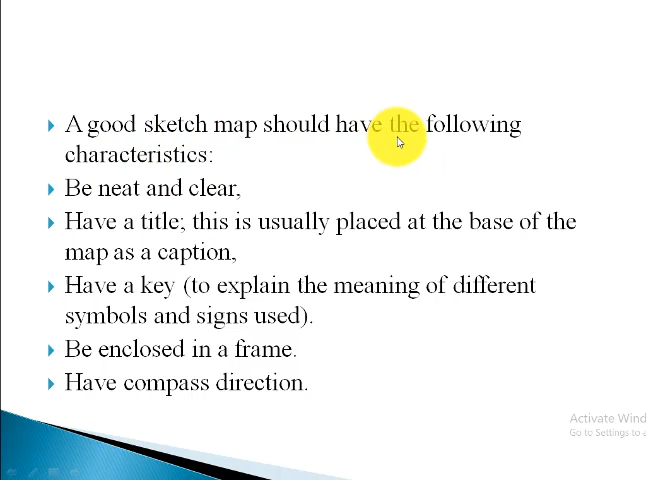 A good sketch map should have the following
characteristics:
Be neat and clear,
Have a title; this is usually placed at the base of the
map as a caption,
Have a key (to explain the meaning of different
symbols and signs used).
Be enclosed in a frame.
Have compass direction.
Activate Wind
Go to Settings to a